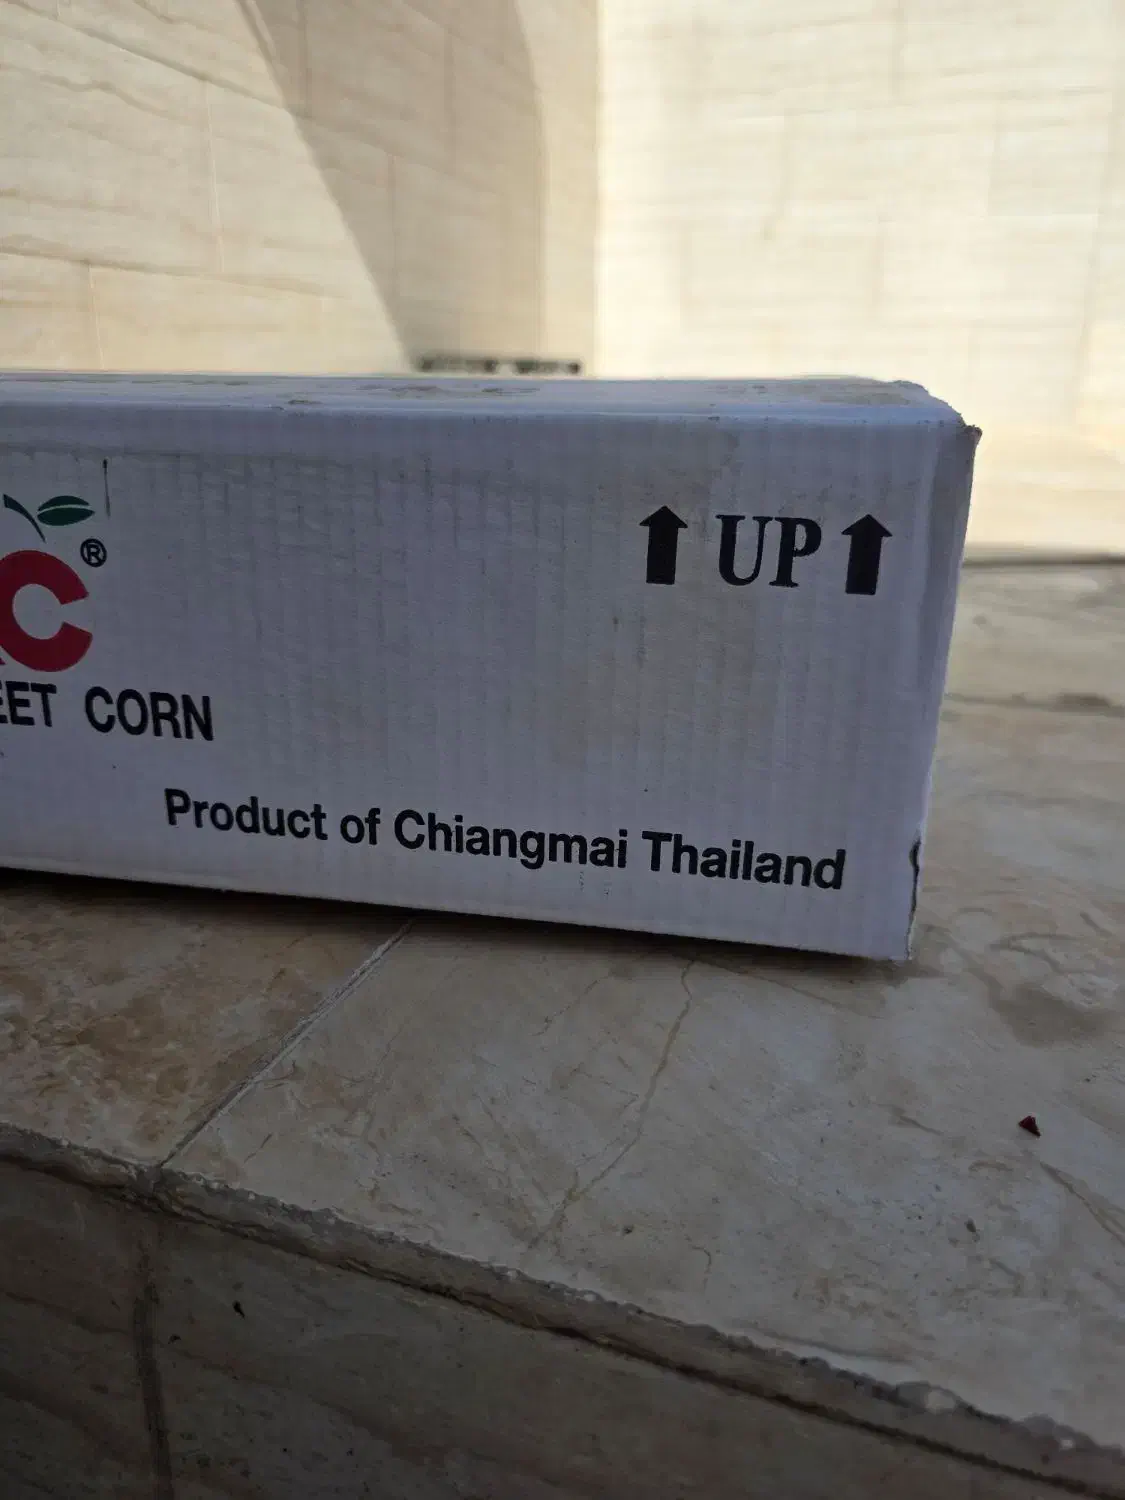 UP
C®
EET CORN
Product of Chiangmai Thailand